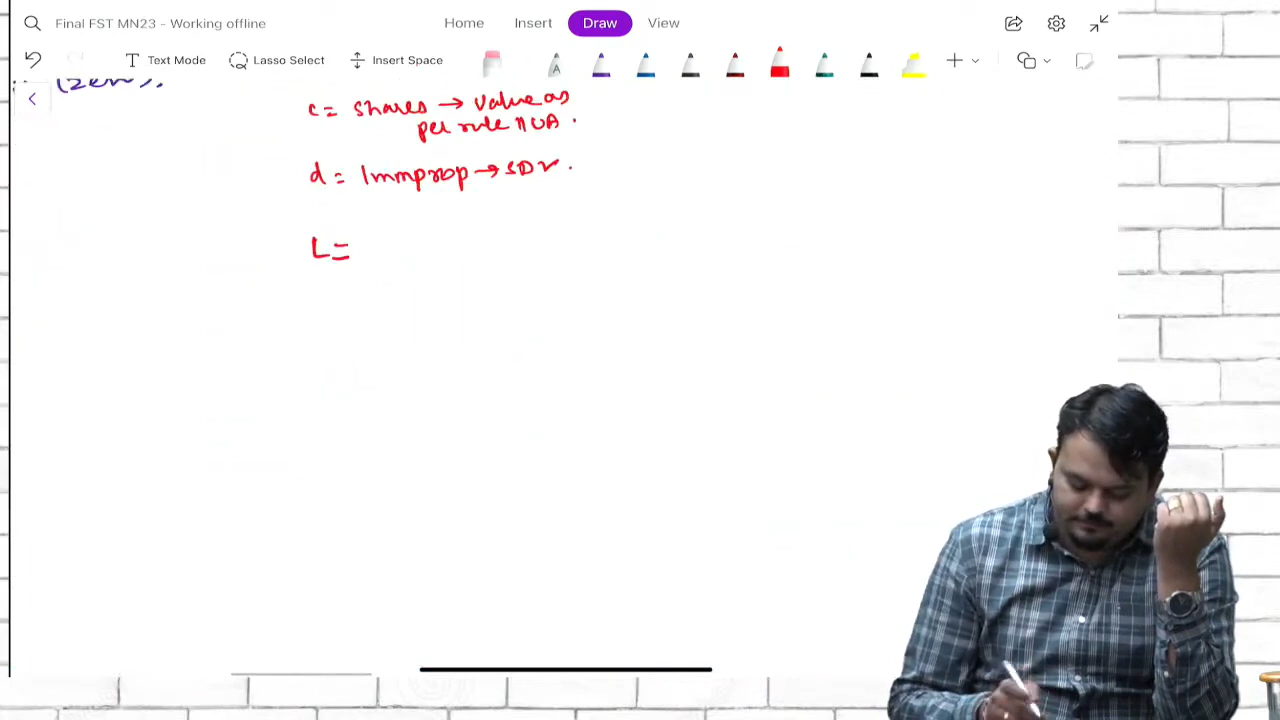 Final FST MN23 - Working offline
Home Insert Draw View
Text Mode Lasso Select Insert Space
A
c = Shares → Value as
per rule 11UA.
d = Immprop → SDV.
L =